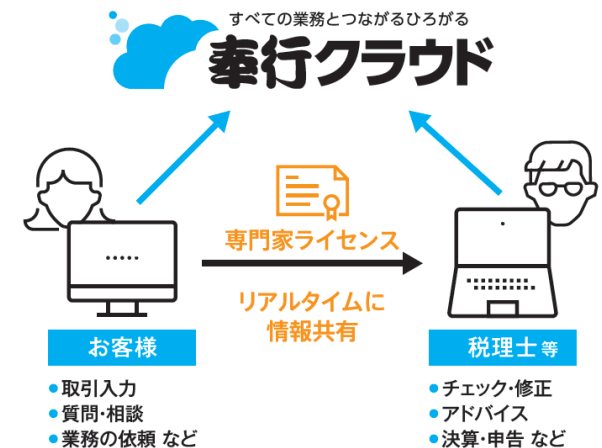 すべての業務とつながるひろがる
奉行クラウド
専門家ライセンス
リアルタイムに
情報共有
お客様
•取引入力
•質問・相談
•業務の依頼 など
税理士 等
•チェック・修正
•アドバイス
•決算・申告 など